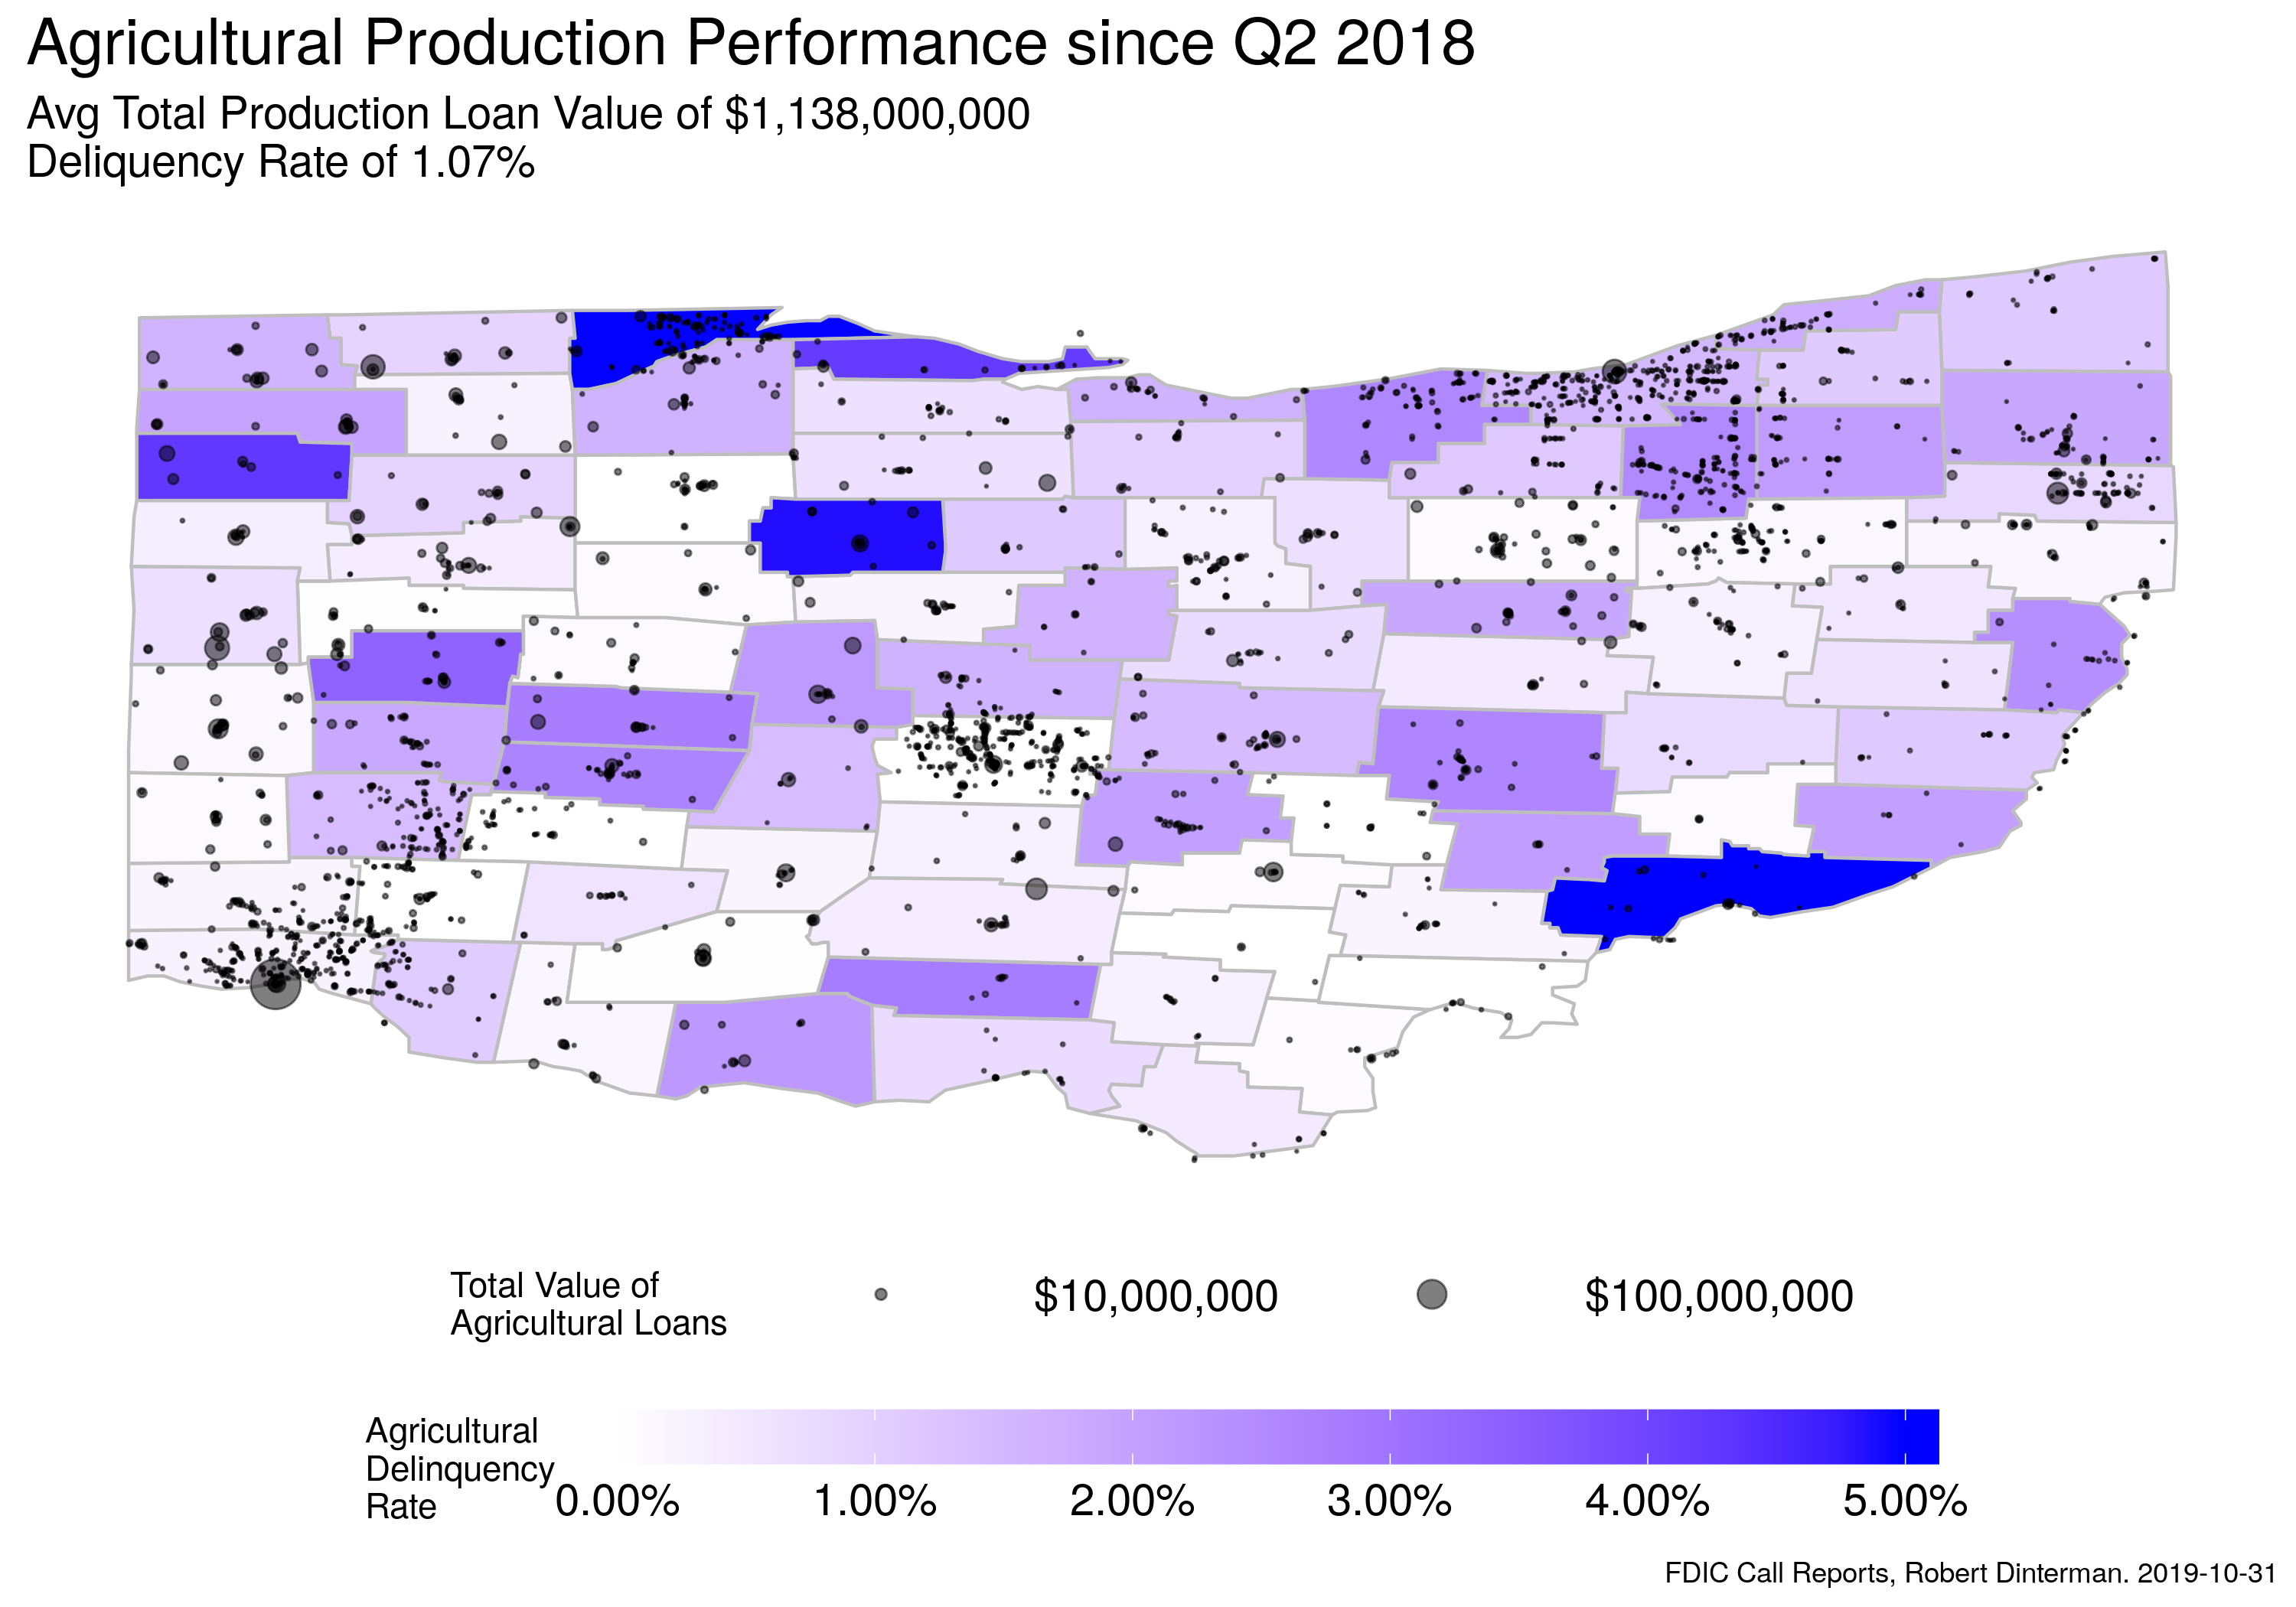 Agricultural Production Performance since Q2 2018
Avg Total Production Loan Value of $1,138,000,000
Deliquency Rate of 1.07%
Total Value of
Agricultural Loans
$10,000,000
$100,000,000
Agricultural
Delinquency
Rate
0.00%
1.00%
2.00%
3.00%
4.00%
5.00%
FDIC Call Reports, Robert Dinterman. 2019-10-31